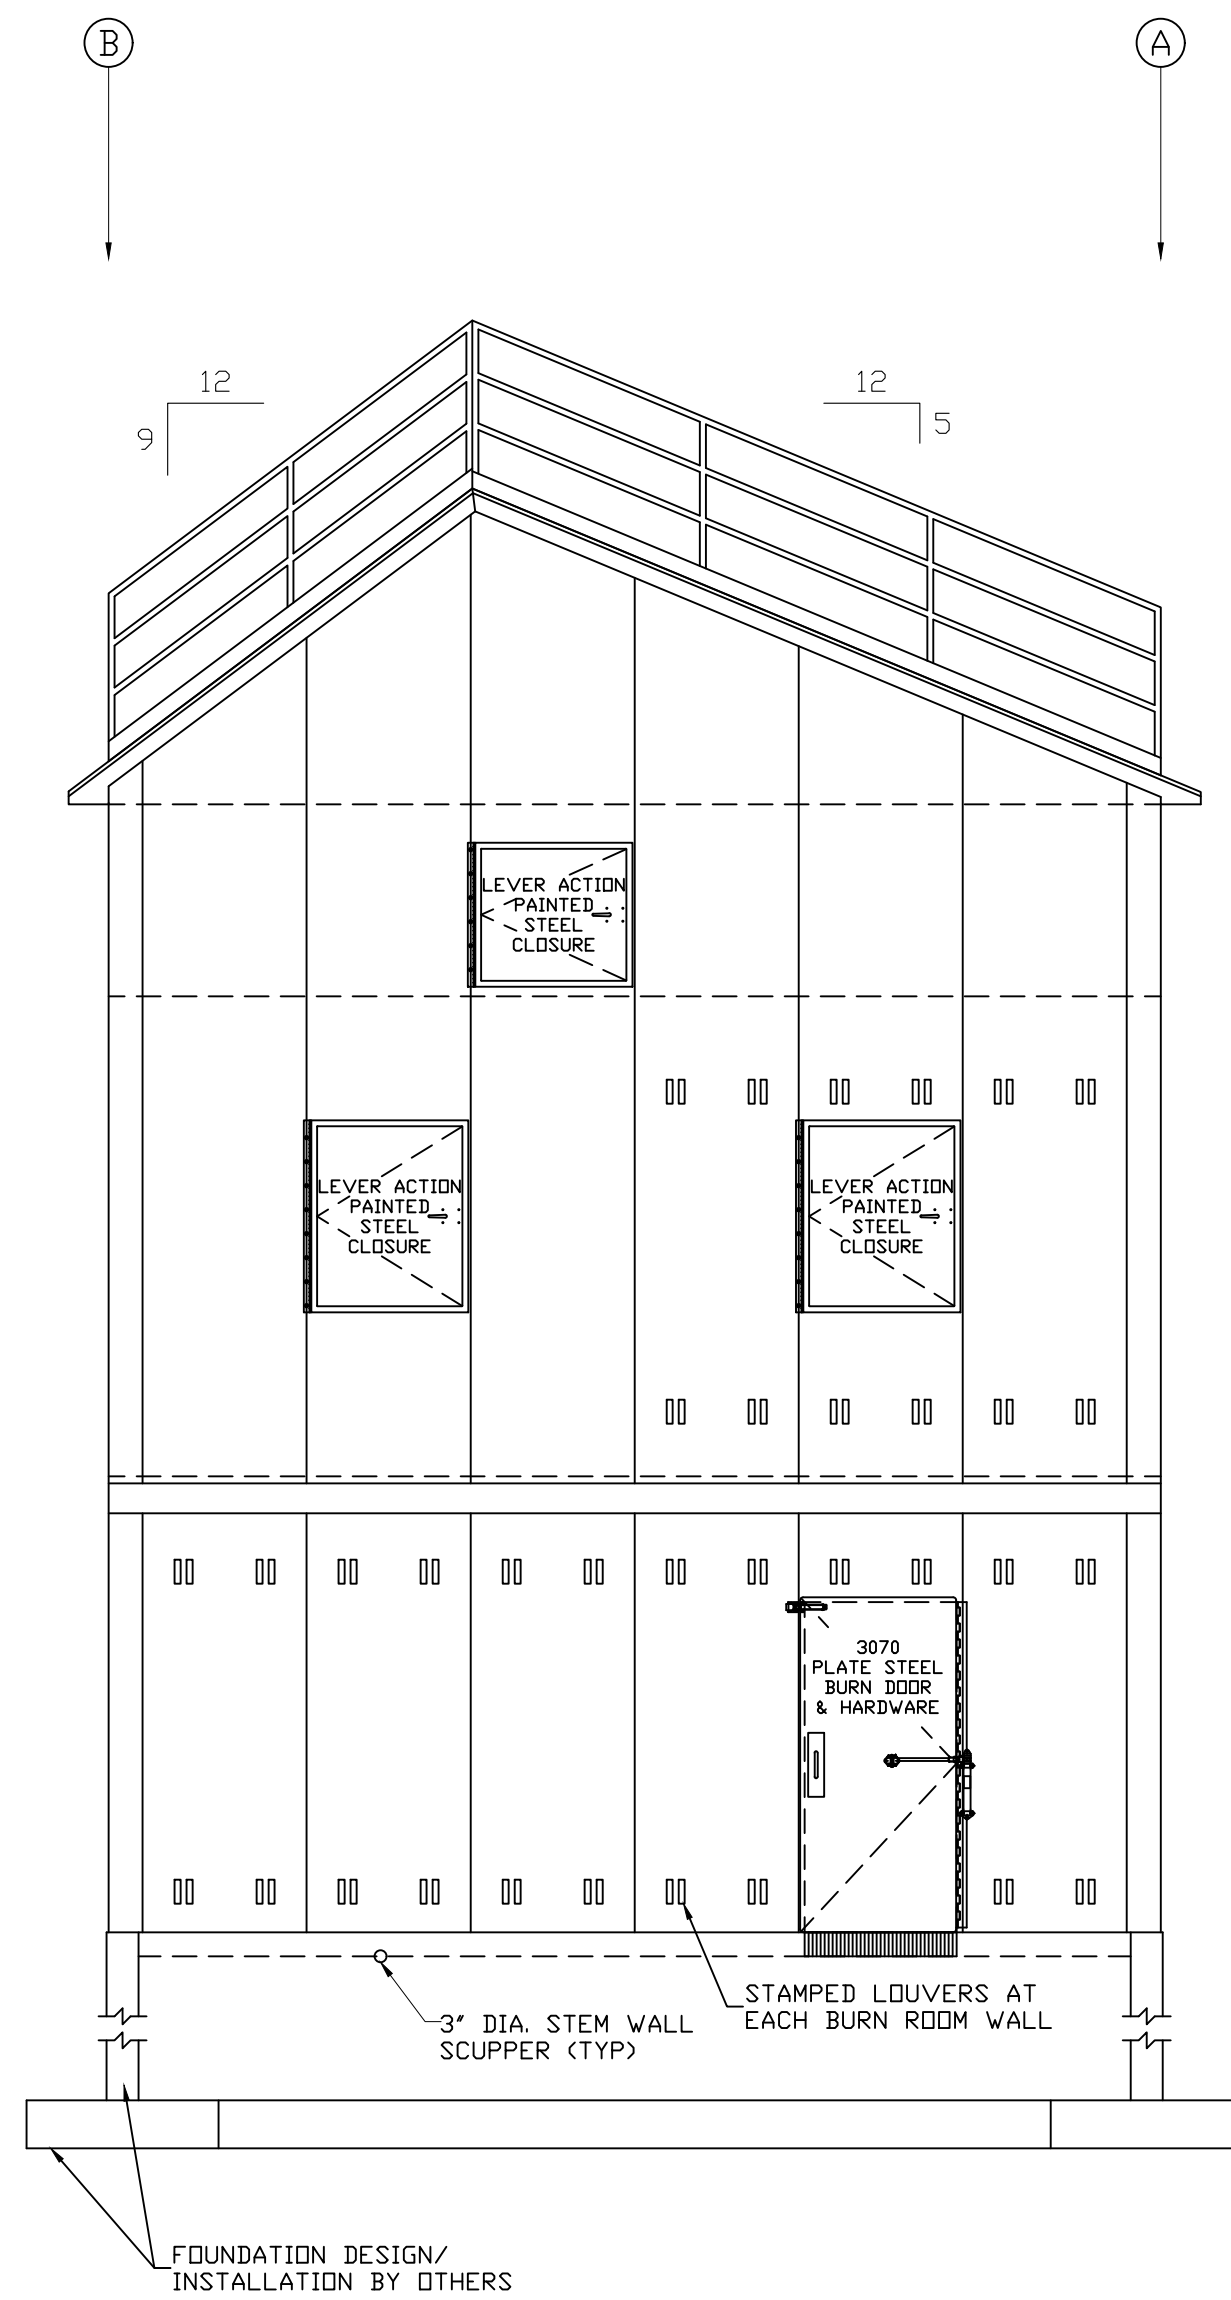 B
A
12
9
12
5
LEVER ACTION
PAINTED
STEEL
CLOSURE
LEVER ACTION
PAINTED
STEEL
CLOSURE
LEVER ACTION
PAINTED
STEEL
CLOSURE
3070
PLATE STEEL
BURN DOOR
& HARDWARE
STAMPED LOUVERS AT
EACH BURN ROOM WALL
3" DIA. STEM WALL
SCUPPER (TYP)
FOUNDATION DESIGN/
INSTALLATION BY OTHERS